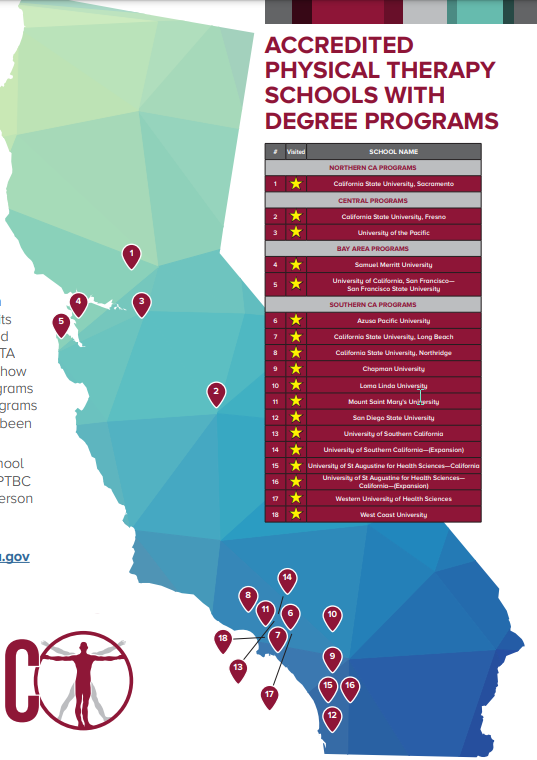 ACCREDITED
PHYSICAL THERAPY
SCHOOLS WITH
DEGREE PROGRAMS
# Visited SCHOOL NAME
NORTHERN CA PROGRAMS
1 California State University, Sacramento
CENTRAL PROGRAMS
2 California State University, Fresno
3 University of the Pacific
BAY AREA PROGRAMS
4 Samuel Merritt University
5 University of California, San Francisco—
San Francisco State University
SOUTHERN CA PROGRAMS
6 Azusa Pacific University
7 California State University, Long Beach
8 California State University, Northridge
9 Chapman University
10 Loma Linda University
11 Mount Saint Mary's University
12 San Diego State University
13 University of Southern California
14 University of Southern California—(Expansion)
15 University of St Augustine for Health Sciences—California
16 University of St Augustine for Health Sciences—
California—(Expansion)
17 Western University of Health Sciences
18 West Coast University
1
4
3
5
2
its
d
TA
how
grams
grams
been
hool
PTBC
erson
.gov
14
8
11
6
10
18
7
13
9
17
15
16
12
C